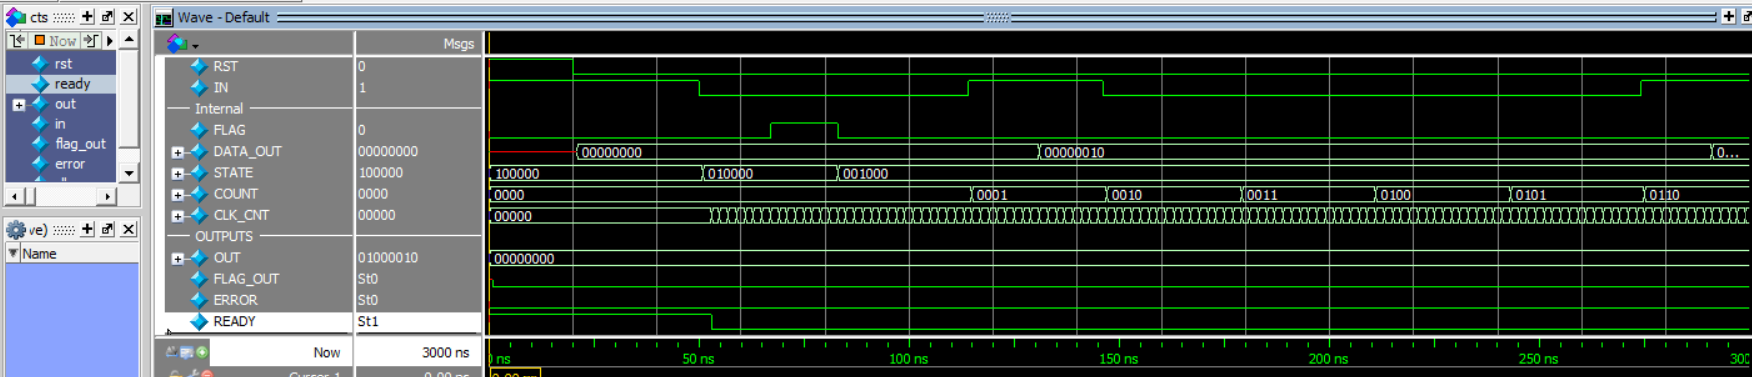 cts
Wave - Default
Now
Msgs
rst
ready
out
in
flag_out
error
ve)
Name
RST 0
IN 1
Internal
FLAG 0
DATA_OUT 00000000 00000000 00000010 0...
STATE 100000 100000 010000 001000
COUNT 0000 0000 0001 0010 0011 0100 0101 0110
CLK_CNT 00000 00000
OUTPUTS
OUT 01000010 00000000
FLAG_OUT St0
ERROR St0
READY St1
Now 3000 ns ns 50 ns 100 ns 150 ns 200 ns 250 ns 300